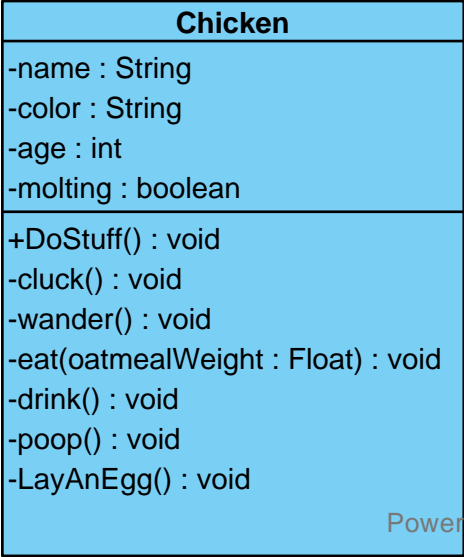 Chicken
-name : String
-color : String
-age : int
-molting : boolean
+DoStuff() : void
-cluck() : void
-wander() : void
-eat(oatmealWeight : Float) : void
-drink() : void
-poop() : void
-LayAnEgg() : void
Power